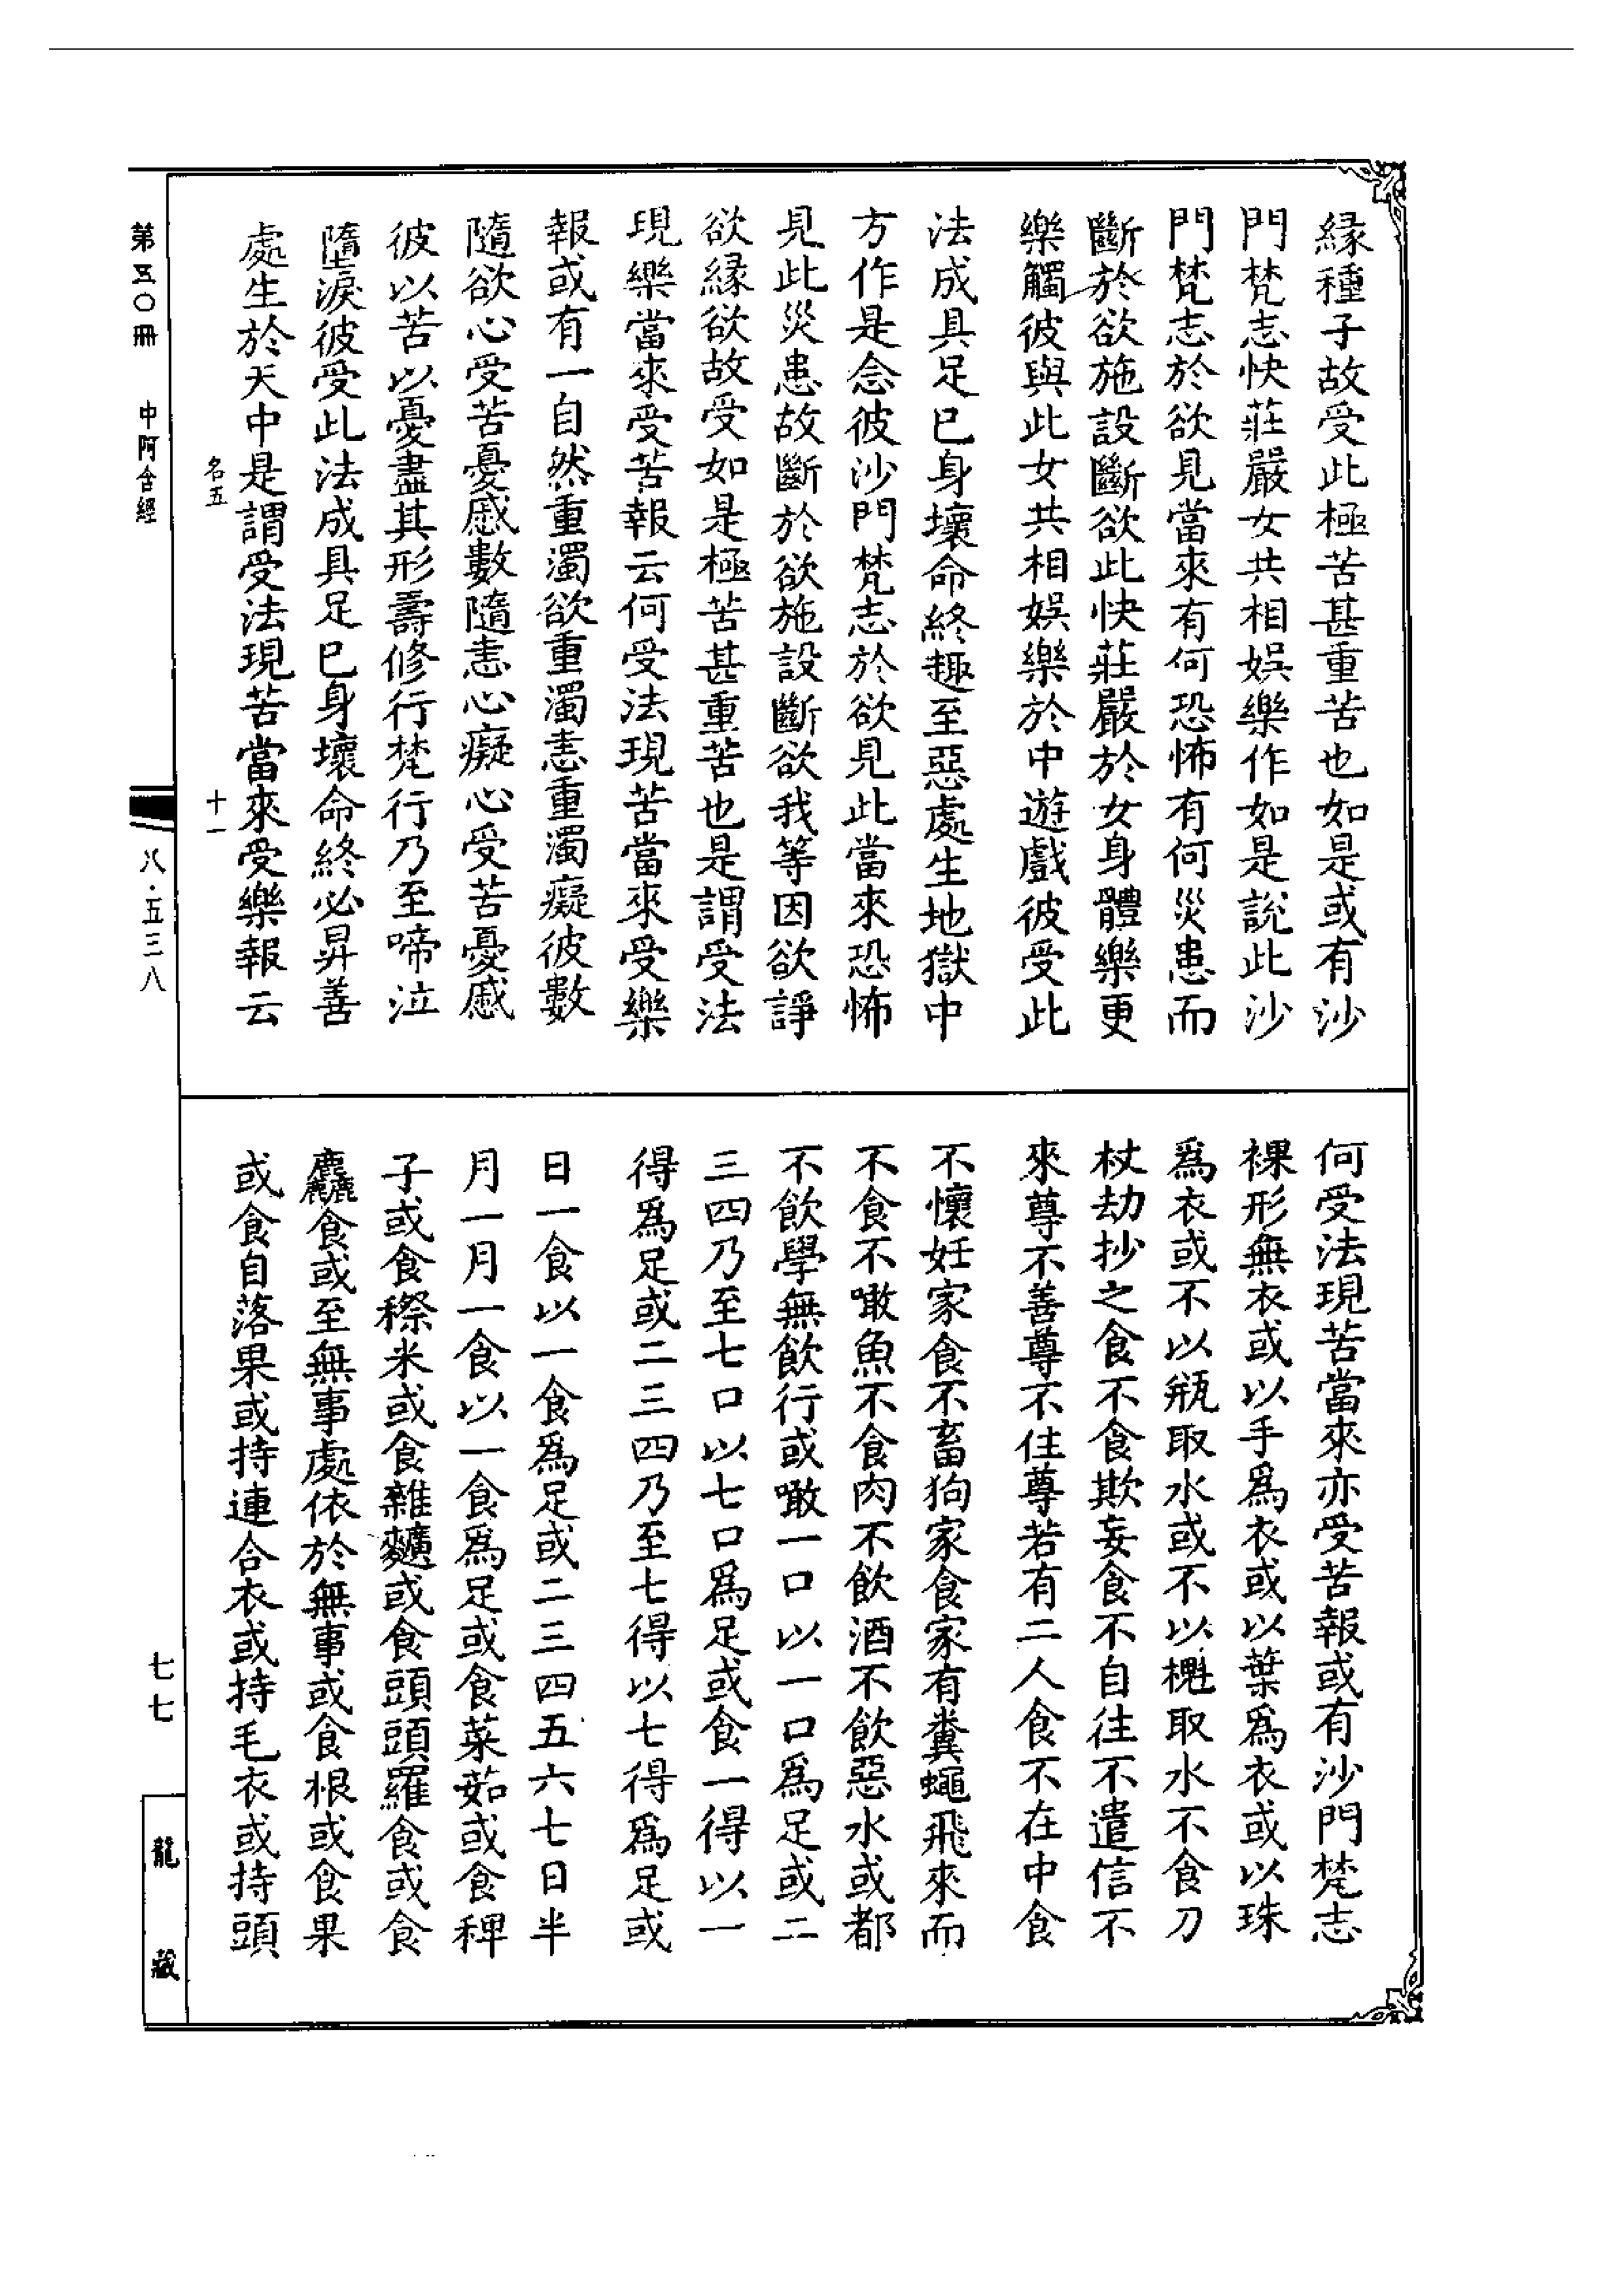 緣種子故受此極苦甚重苦也如是或有沙
門梵志快莊嚴女共相娛樂作如是說此沙
門梵志於欲見當來有何恐怖有何災患而
斷於欲施設斷欲此快莊嚴於女身體樂更
樂觸彼與此女共相娛樂於中遊戲彼受此
法成具足已身壞命終趣至惡處生地獄中
方作是念彼沙門梵志於欲見此當來恐怖
見此災患故斷於欲施設斷欲我等因欲諍
欲緣欲故受如是極苦甚重苦也是謂受法
現樂當來受苦報云何受法現苦當來受樂
報或有一自然重濁欲重濁恚重濁癡彼數
隨欲心受苦憂慼數隨恚心癡心受苦憂慼
彼以苦以憂盡其形壽修行梵行乃至啼泣
墮淚彼受此法成具足已身壞命終必昇善
處生於天中是謂受法現苦當來受樂報云
名五 十一
何受法現苦當來亦受苦報或有沙門梵志
裸形無衣或以手爲衣或以葉爲衣或以珠
爲衣或不以瓶取水或不以櫆取水不食刀
杖劫抄之食不食欺妄食不自往不遣信不
來尊不善尊不住尊若有二人食不在中食
不懷妊家食不畜狗家食家有糞蠅飛來而
不食不噉魚不食肉不飲酒不飲惡水或都
不飲學無飲行或噉一口以一口爲足或二
三四乃至七口以七口爲足或食一得以一
得爲足或二三四乃至七得以七得爲足或
日一食以一食爲足或二三四五六七日半
月一月一食以一食爲足或食菜茹或食稗
子或食穄米或食雜𪍿或食頭頭羅食或食
麤食或至無事處依於無事或食根或食果
或食自落果或持連合衣或持毛衣或持頭
第五〇冊 中阿含經
八·五三八
七七
龍藏